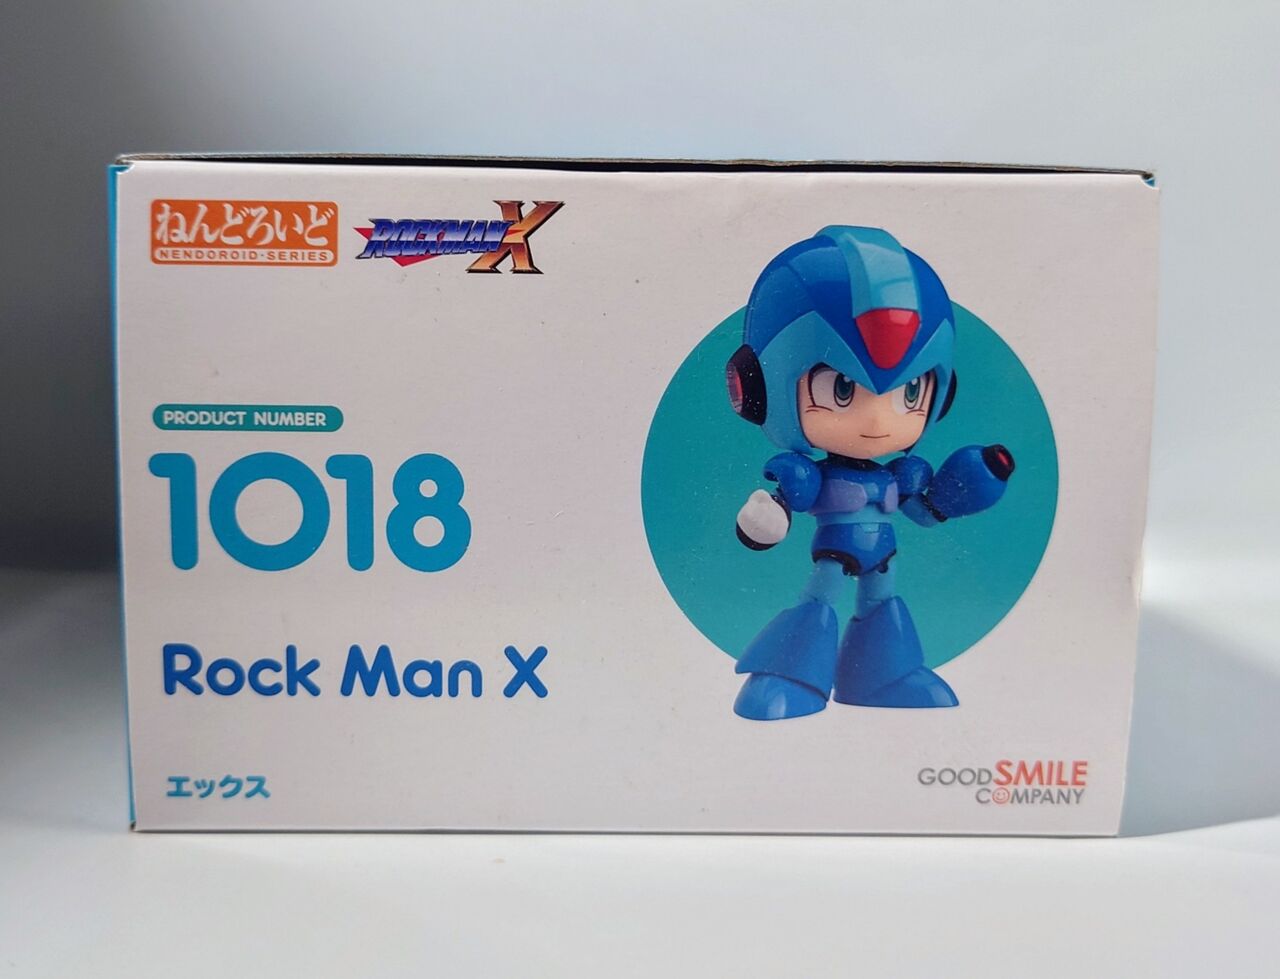 ねんどろいど
NENDOROID·SERIES
ROCKMAN X
PRODUCT NUMBER
1018
Rock Man X
エックス
GOOD SMILE
COMPANY